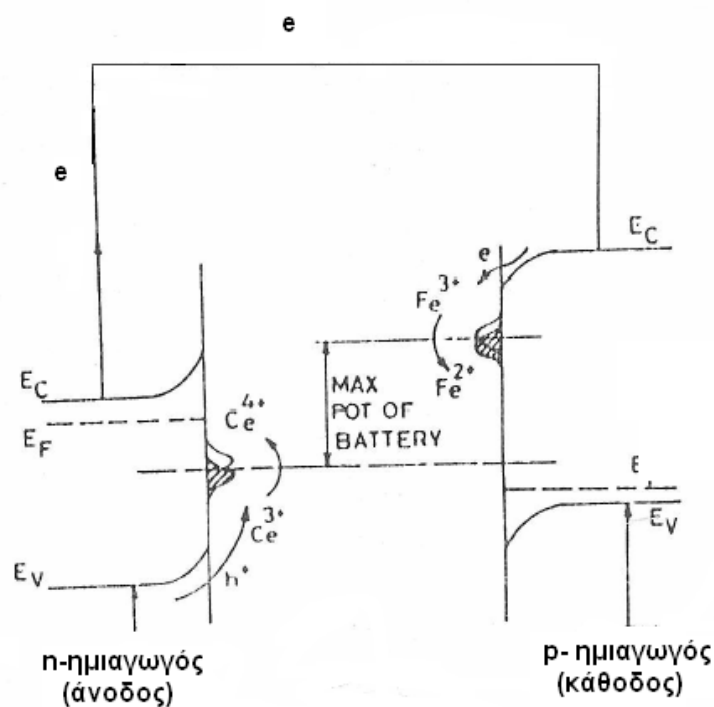 e
e
E_C
e
Fe³⁺
Fe²⁺
MAX
POT OF
BATTERY
E_C
E_F
Ce⁴⁺
Ce³⁺
h⁺
E_V
E
E_V
n-ημιαγωγός
(άνοδος)
p- ημιαγωγός
(κάθοδος)